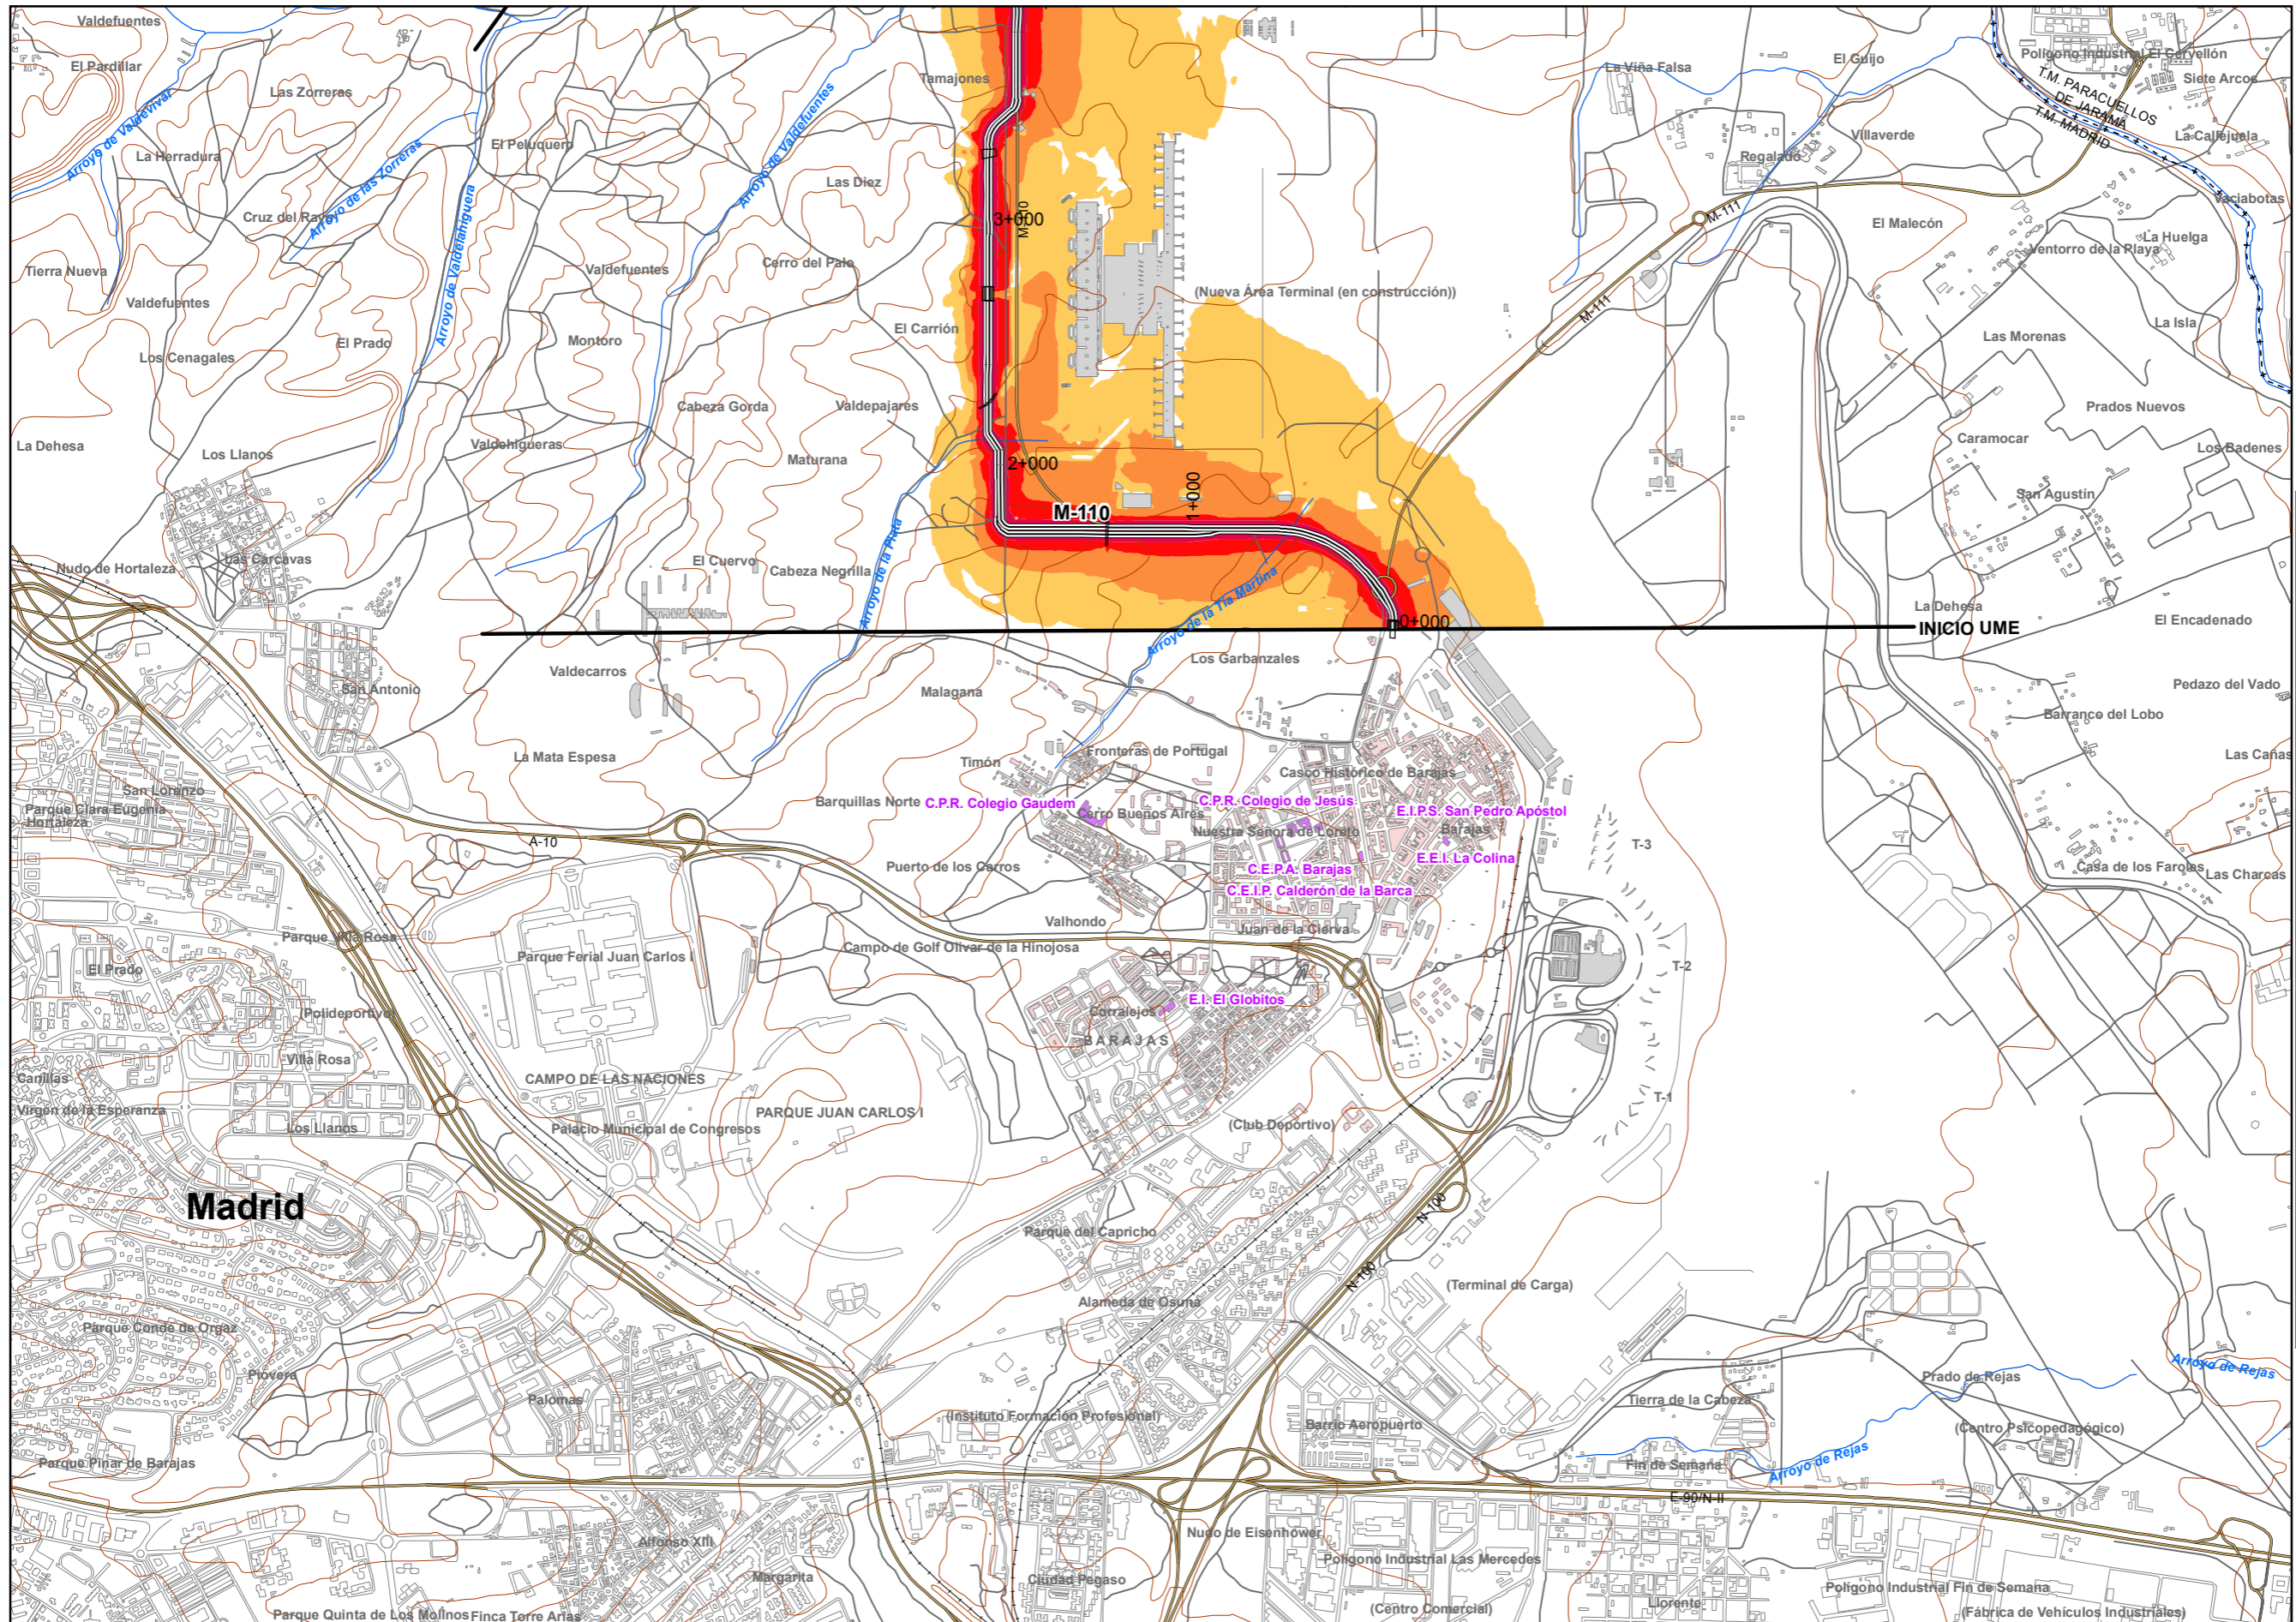 Valdefuentes
El Pardillar
Las Zorreras
Arroyo de Valdevivar
La Herradura
Arroyo de las Zorreras
Cruz del Rayo
Tierra Nueva
Valdefuentes
Los Cenagales
El Prado
La Dehesa
Los Llanos
Arroyo de Valdelahiguera
El Peluquero
Valdefuentes
Montoro
Valdehigueras
Arroyo de Valdefuentes
Tamajones
Las Diez
Cerro del Palo
El Carrión
Cabeza Gorda
Valdepajares
Maturana
3+000
2+000
1+000
0+000
M-110
(Nueva Área Terminal (en construcción))
La Viña Falsa
El Guijo
Polígono Industrial El Cervellón
Siete Arcos
T.M. PARACUELLOS
DE JARAMA
T.M. MADRID
La Callejuela
Villaverde
Regalado
M-111
M-111
Vaciabotas
El Malecón
La Huelga
Ventorro de la Playa
La Isla
Las Morenas
Prados Nuevos
Caramocar
Los Badenes
San Agustín
La Dehesa
INICIO UME
El Encadenado
Pedazo del Vado
Barranco del Lobo
Las Cañas
Casa de los Faroles
Las Charcas
Nudo de Hortaleza
Las Cárcavas
El Cuervo
Cabeza Negrilla
Arroyo de la Plata
Arroyo de la Tía Martina
Los Garbanzales
Valdecarros
San Antonio
Malagana
La Mata Espesa
Timón
Fronteras de Portugal
Casco Histórico de Barajas
San Lorenzo
Parque Clara Eugenia
Hortaleza
Barquillas Norte
C.P.R. Colegio Gaudem
Cerro Buenos Aires
C.P.R. Colegio de Jesús
Nuestra Señora de Loreto
E.I.P.S. San Pedro Apóstol
Barajas
E.E.I. La Colina
C.E.P.A. Barajas
C.E.I.P. Calderón de la Barca
A-10
Puerto de los Carros
Valhondo
Juan de la Cierva
Campo de Golf Olivar de la Hinojosa
T-3
T-2
T-1
Parque Villa Rosa
El Prado
Parque Ferial Juan Carlos I
E.I. El Globitos
Corralejos
BARAJAS
(Polideportivo)
Villa Rosa
Canillas
Virgen de la Esperanza
Los Llanos
CAMPO DE LAS NACIONES
Palacio Municipal de Congresos
PARQUE JUAN CARLOS I
(Club Deportivo)
Madrid
N-100
N-100
Parque del Capricho
(Terminal de Carga)
Alameda de Osuna
Parque Conde de Orgaz
Piovera
Palomas
(Instituto Formación Profesional)
Barrio Aeropuerto
Tierra de la Cabeza
Prado de Rejas
Arroyo de Rejas
(Centro Psicopedagógico)
Arroyo de Rejas
Fin de Semana
Parque Pinar de Barajas
E-90/N-II
Alfonso XIII
Margarita
Nudo de Eisenhower
Polígono Industrial Las Mercedes
Ciudad Pegaso
(Centro Comercial)
Llorente
Polígono Industrial Fin de Semana
(Fábrica de Vehículos Industriales)
Parque Quinta de Los Molinos
Finca Torre Arias